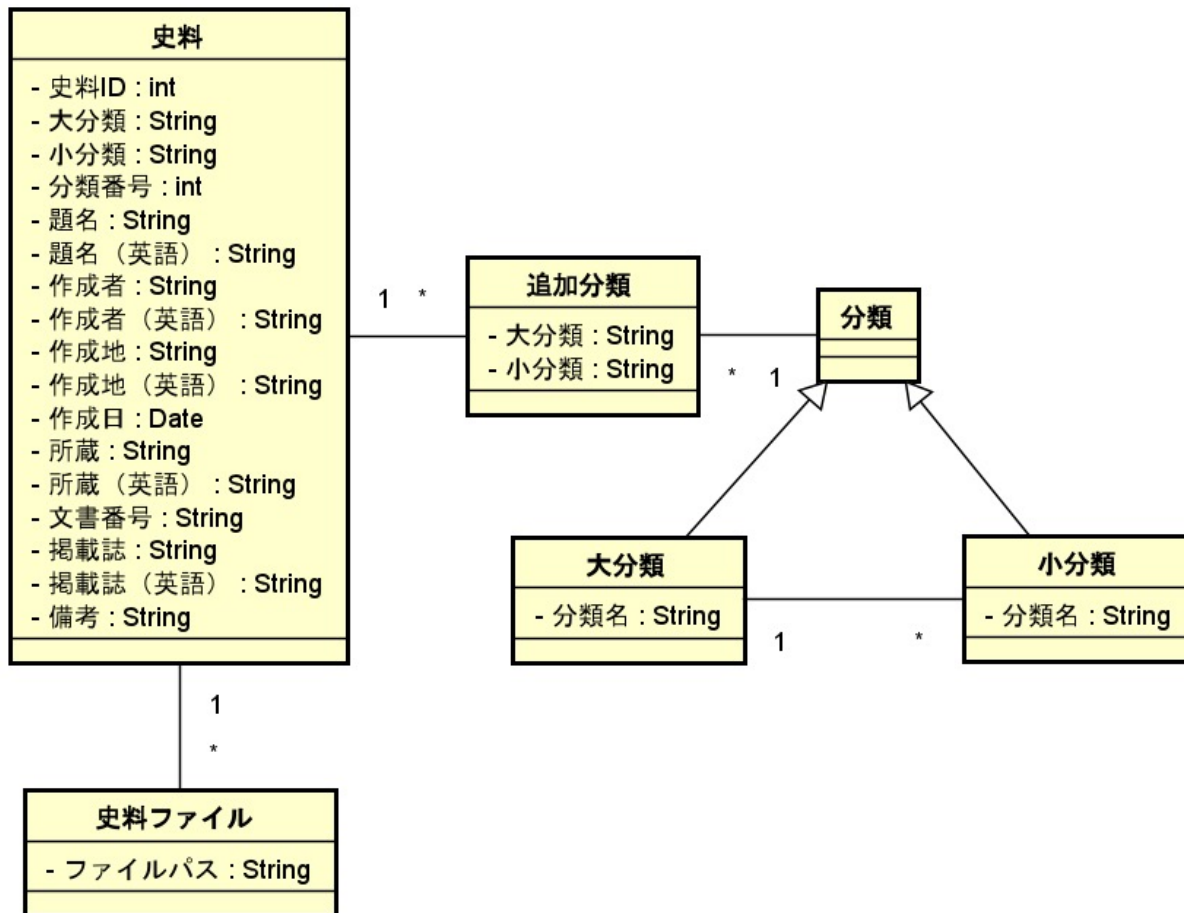 史料
- 史料ID : int
- 大分類 : String
- 小分類 : String
- 分類番号 : int
- 題名 : String
- 題名（英語） : String
- 作成者 : String
- 作成者（英語） : String
- 作成地 : String
- 作成地（英語） : String
- 作成日 : Date
- 所蔵 : String
- 所蔵（英語） : String
- 文書番号 : String
- 掲載誌 : String
- 掲載誌（英語） : String
- 備考 : String
1 *
追加分類
- 大分類 : String
- 小分類 : String
* 1
分類
大分類
- 分類名 : String
1 *
小分類
- 分類名 : String
1
*
史料ファイル
- ファイルパス : String